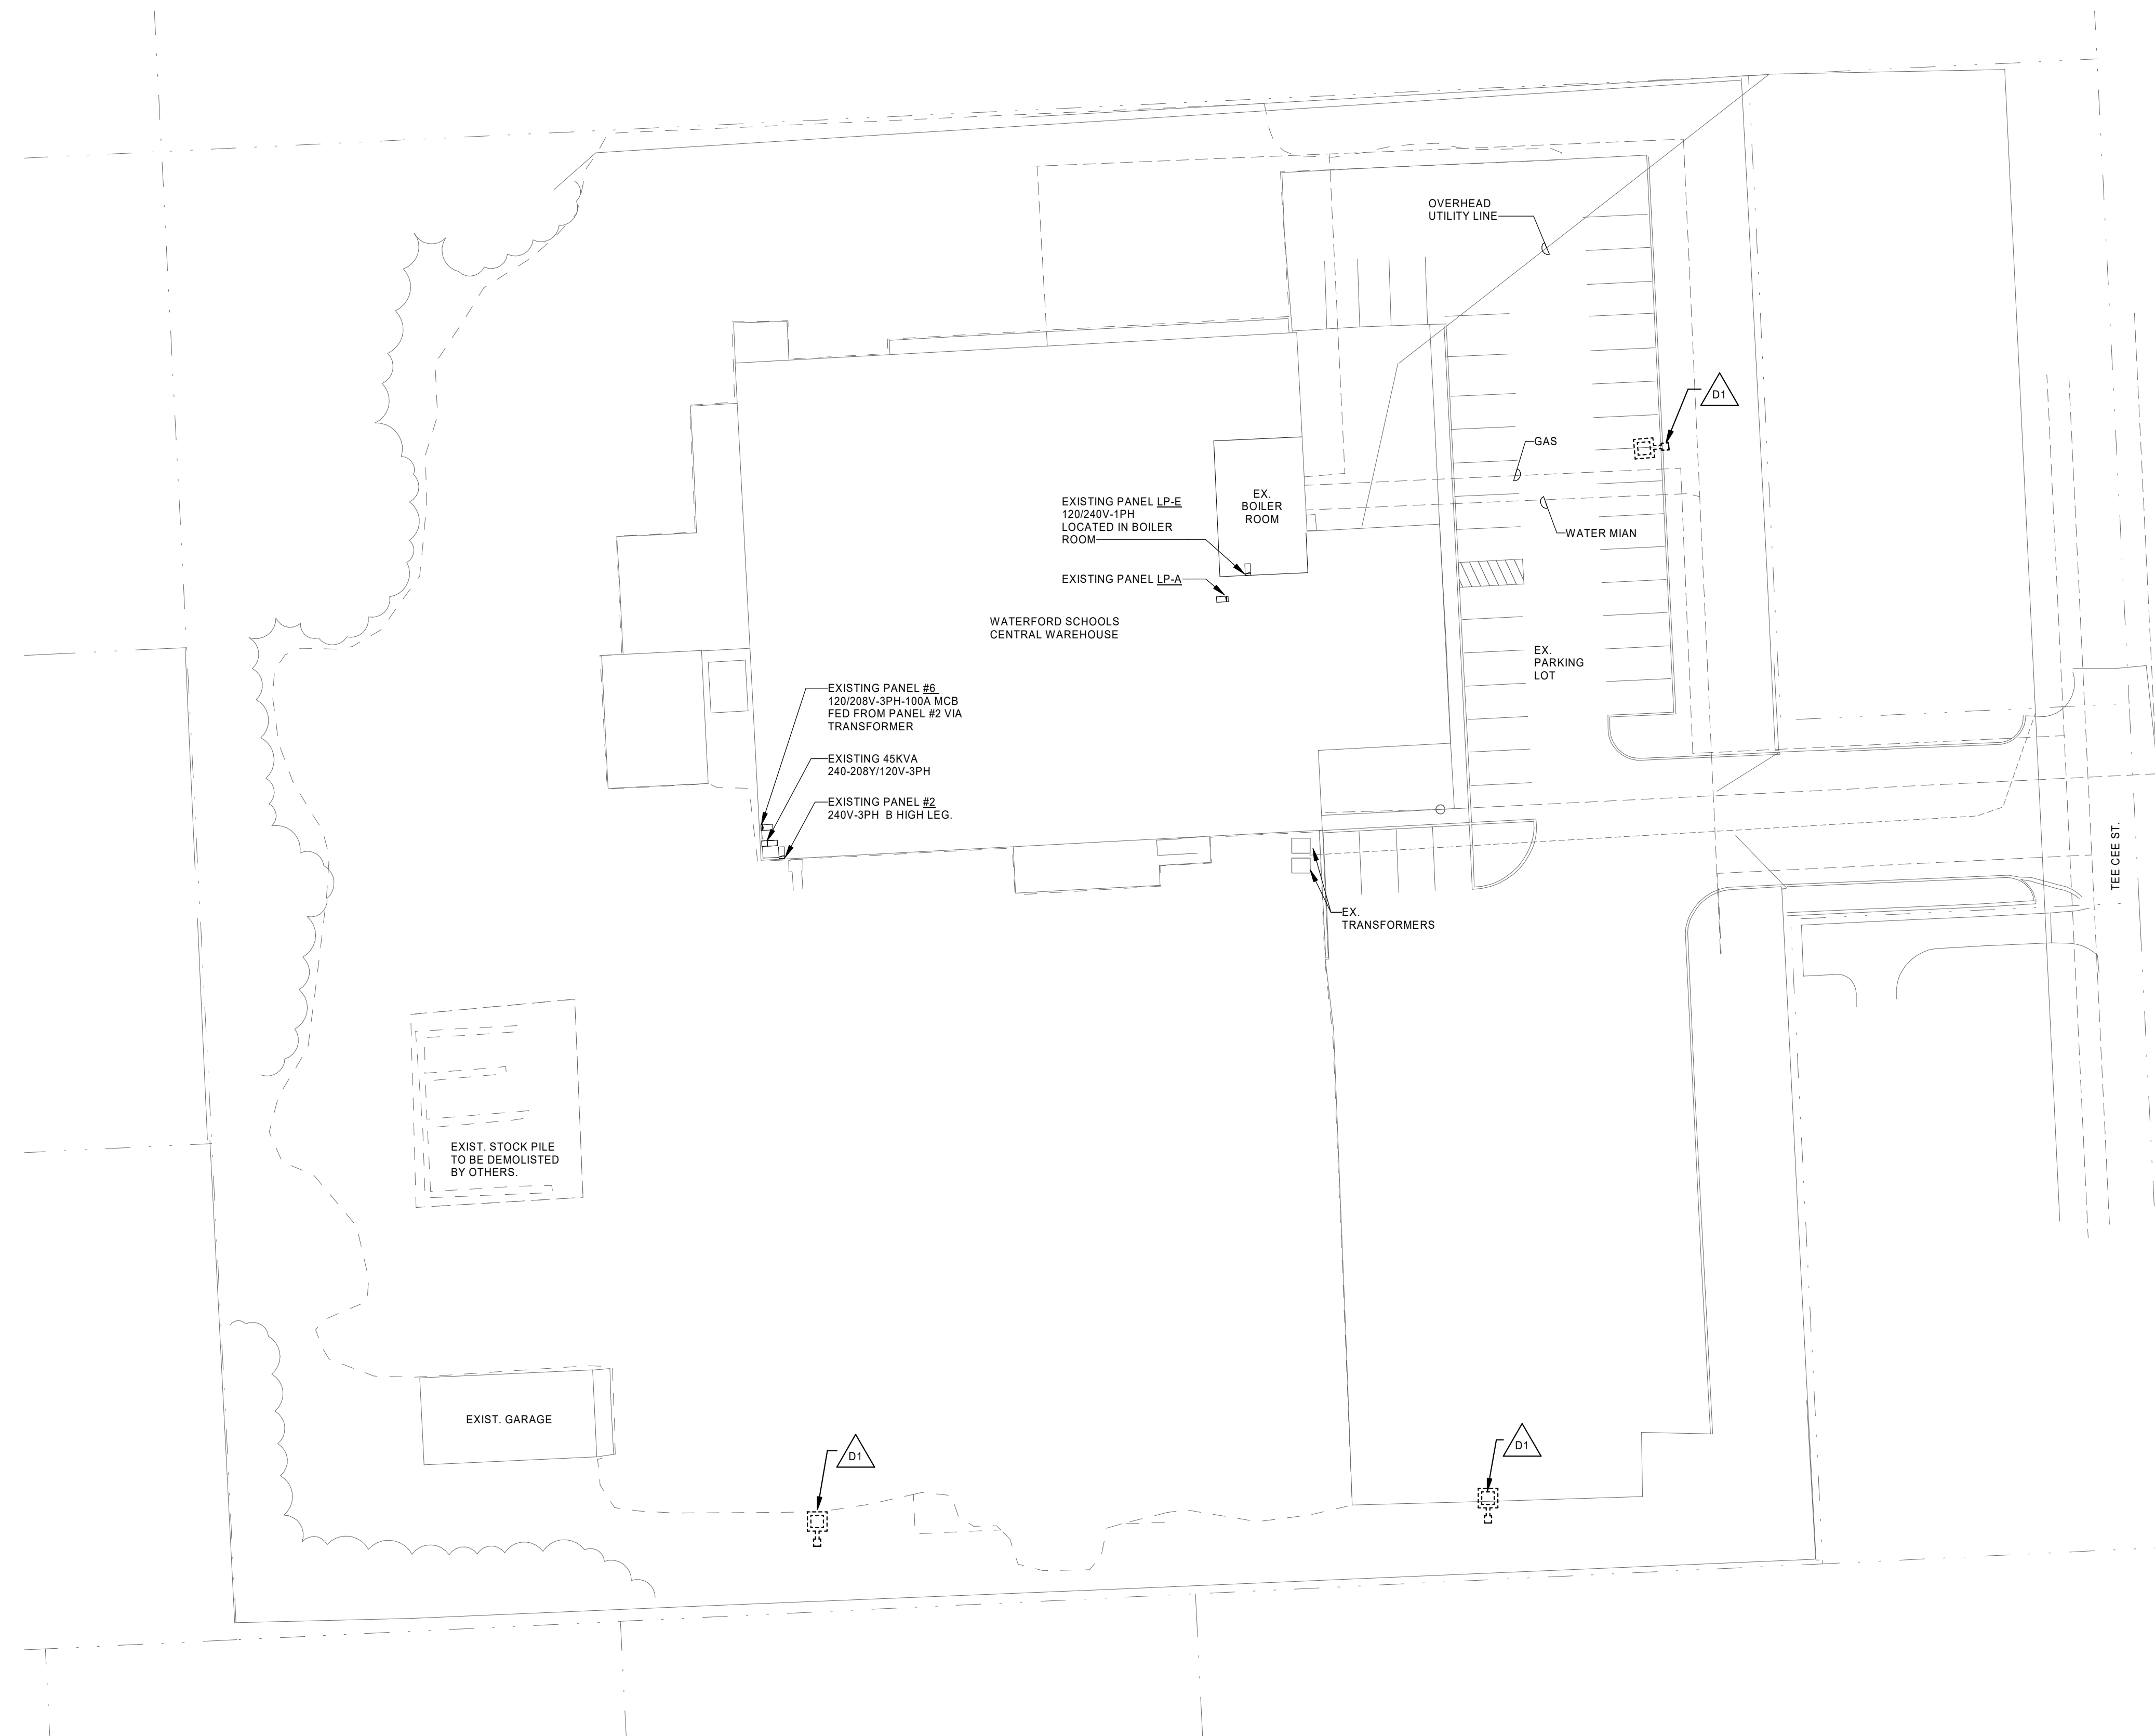 OVERHEAD
UTILITY LINE
D1
GAS
EX.
BOILER
ROOM
EXISTING PANEL LP-E
120/240V-1PH
LOCATED IN BOILER
ROOM
WATER MIAN
EXISTING PANEL LP-A
WATERFORD SCHOOLS
CENTRAL WAREHOUSE
EX.
PARKING
LOT
EXISTING PANEL #6
120/208V-3PH-100A MCB
FED FROM PANEL #2 VIA
TRANSFORMER
EXISTING 45KVA
240-208Y/120V-3PH
EXISTING PANEL #2
240V-3PH B HIGH LEG.
TEE CEE ST.
EX.
TRANSFORMERS
EXIST. STOCK PILE
TO BE DEMOLISTED
BY OTHERS.
EXIST. GARAGE
D1
D1